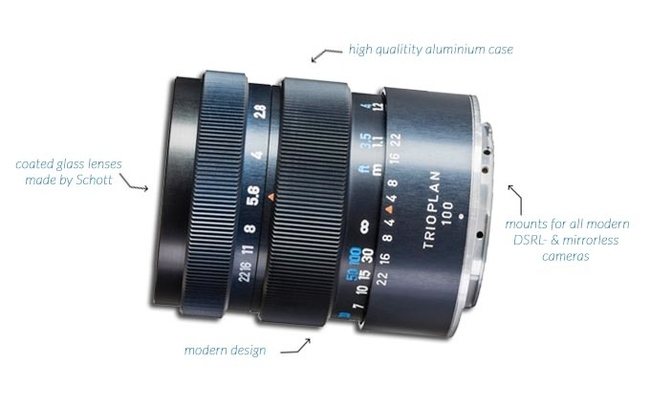 high qualitity aluminium case
coated glass lenses
made by Schott
mounts for all modern
DSRL- & mirrorless
cameras
modern design
2.8
4
5.6
8
11
2216
4 1.2
ft 3.5
m 1.1
∞
50 100
10 15 30
7
22 16 8 4 4 8 16 22
TRIOPLAN
100